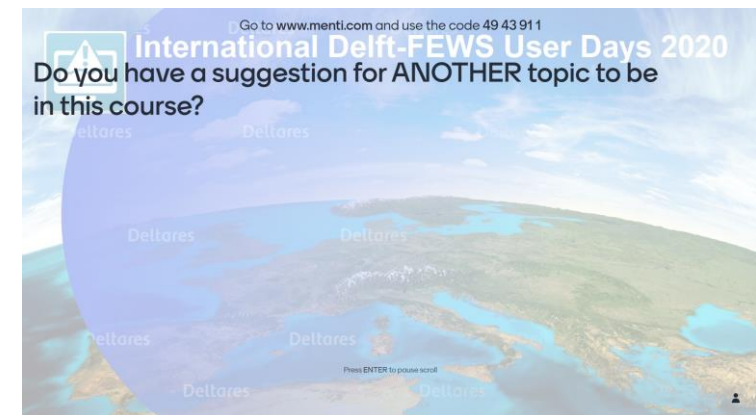 Go to www.menti.com and use the code 49 43 91 1
International Delft-FEWS User Days 2020
Do you have a suggestion for ANOTHER topic to be
in this course?
Deltares
Deltares
Deltares
Deltares
Deltares
Deltares
Press ENTER to pause scroll
Deltares
Deltares